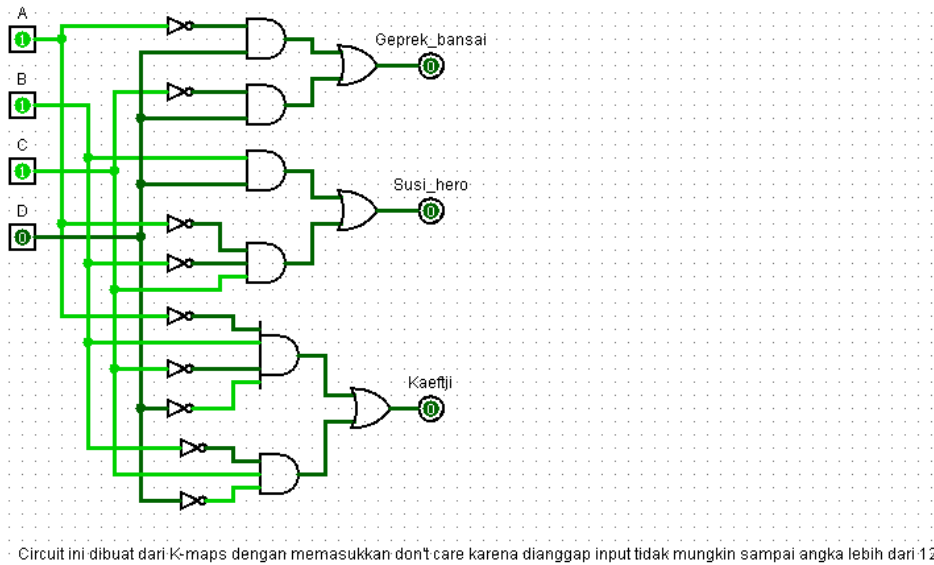 A
1
Geprek_bansai
0
B
1
C
1
Susi_hero
0
D
0
Kaeftji
0
Circuit ini dibuat dari K-maps dengan memasukkan don't care karena dianggap input tidak mungkin sampai angka lebih dari 12